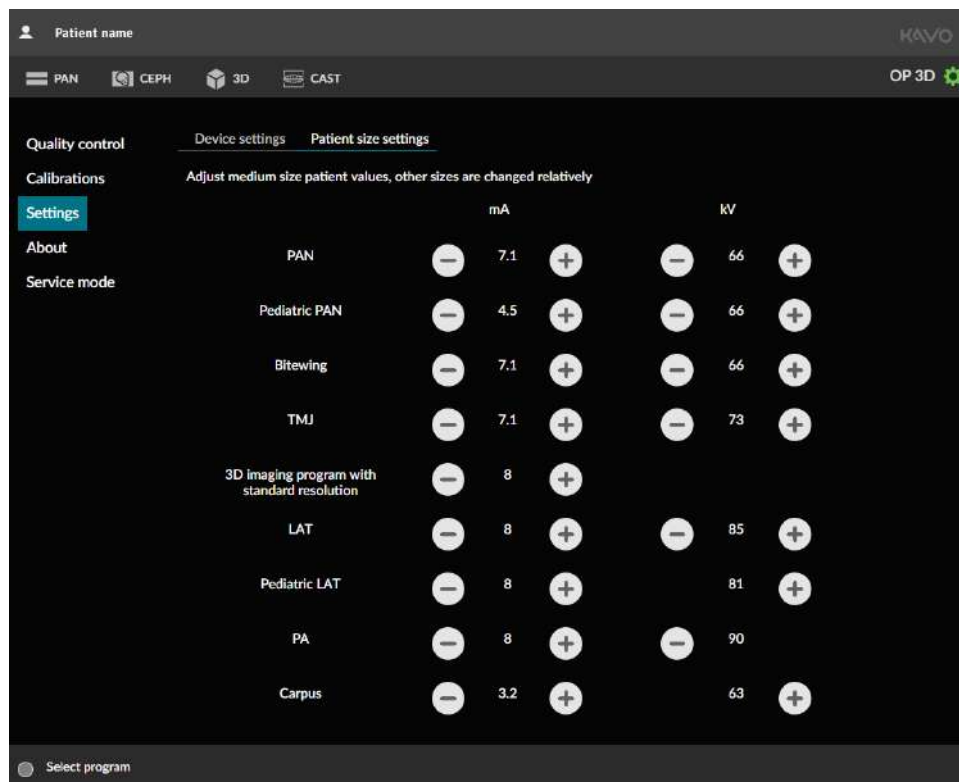 Patient name
KAVO
PAN CEPH 3D CAST OP 3D
Quality control
Calibrations
Settings
About
Service mode
Device settings Patient size settings
Adjust medium size patient values, other sizes are changed relatively
mA kV
PAN 7.1 66
Pediatric PAN 4.5 66
Bitewing 7.1 66
TMJ 7.1 73
3D imaging program with
standard resolution 8
LAT 8 85
Pediatric LAT 8 81
PA 8 90
Carpus 3.2 63
Select program